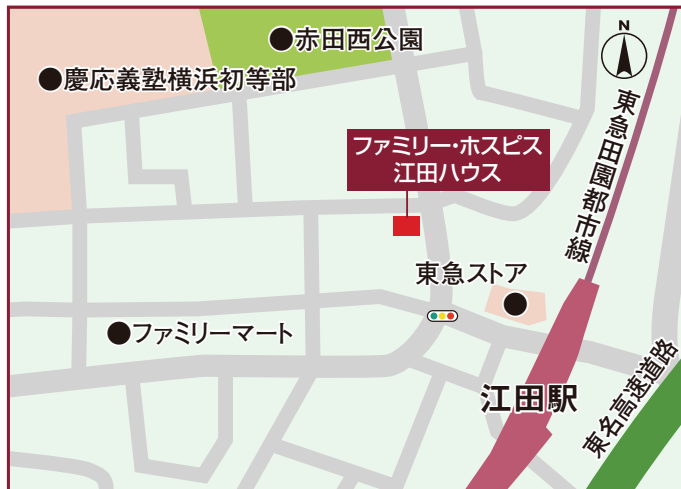 赤田西公園
N
慶応義塾横浜初等部
東急田園都市線
ファミリー・ホスピス
江田ハウス
東急ストア
ファミリーマート
江田駅
東名高速道路